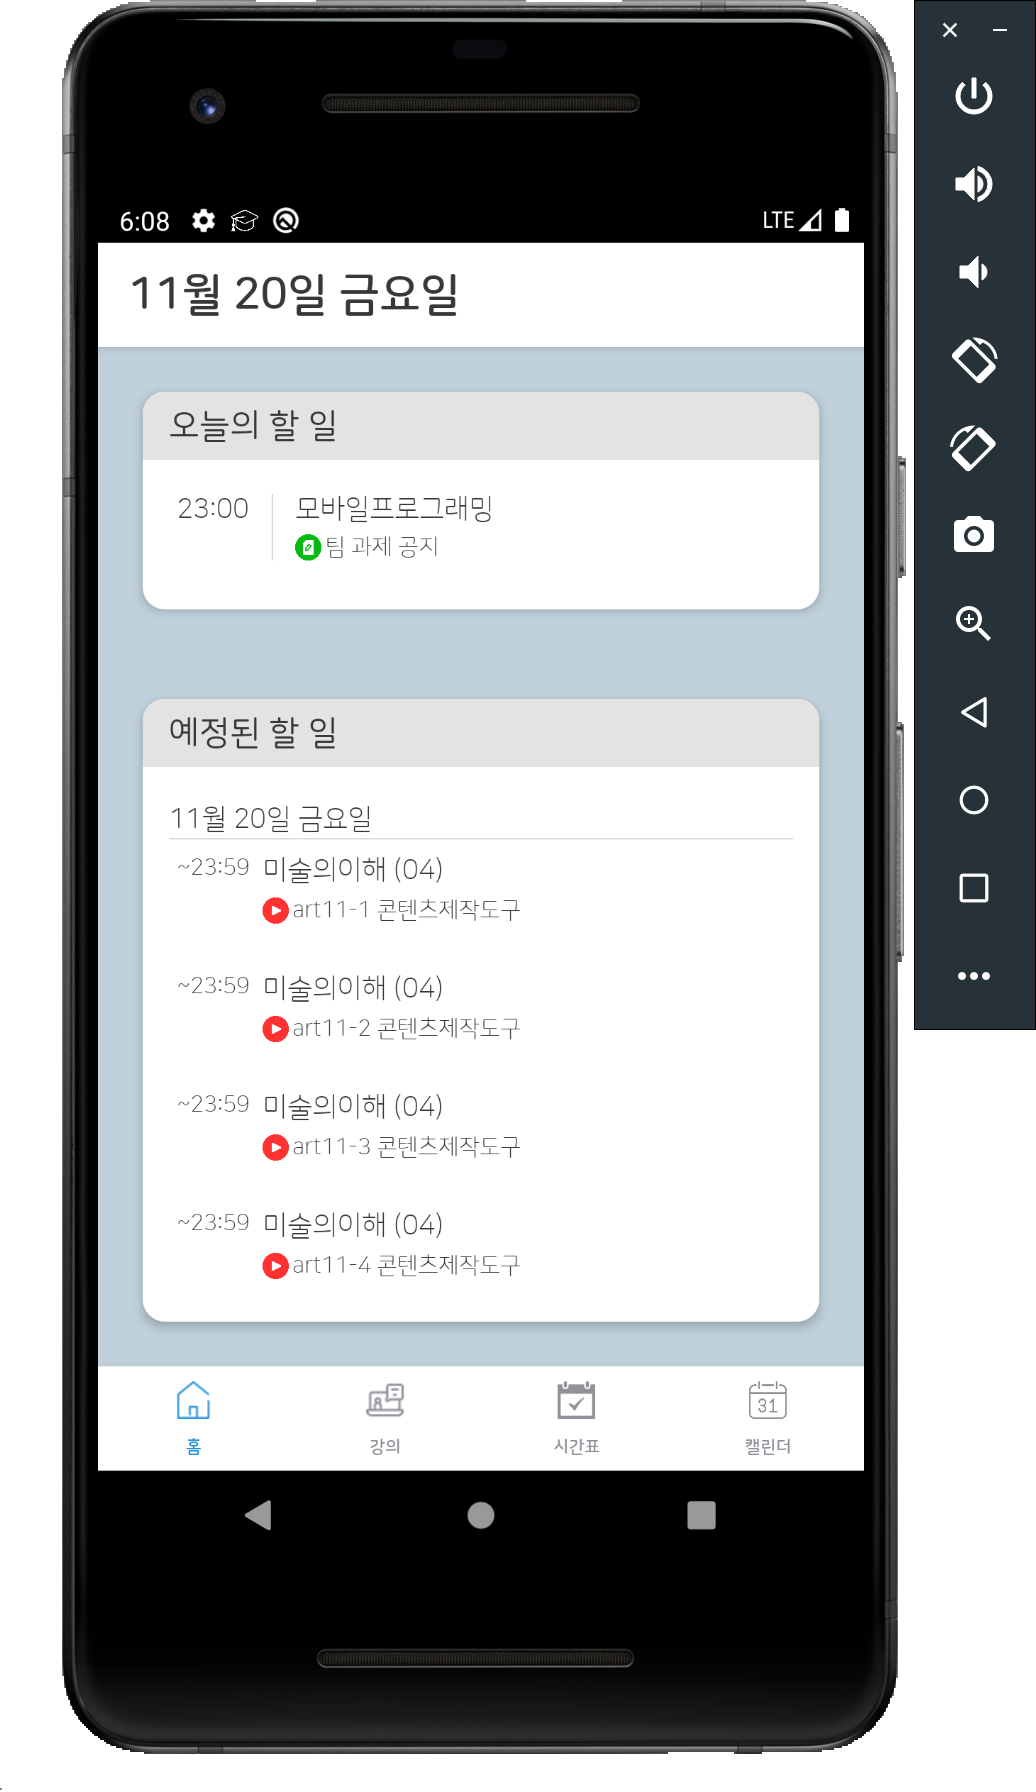 6:08
LTE
11월 20일 금요일
오늘의 할 일
23:00
모바일프로그래밍
팀 과제 공지
예정된 할 일
11월 20일 금요일
~23:59 미술의이해 (04)
art11-1 콘텐츠제작도구
~23:59 미술의이해 (04)
art11-2 콘텐츠제작도구
~23:59 미술의이해 (04)
art11-3 콘텐츠제작도구
~23:59 미술의이해 (04)
art11-4 콘텐츠제작도구
31
홈 강의 시간표 캘린더